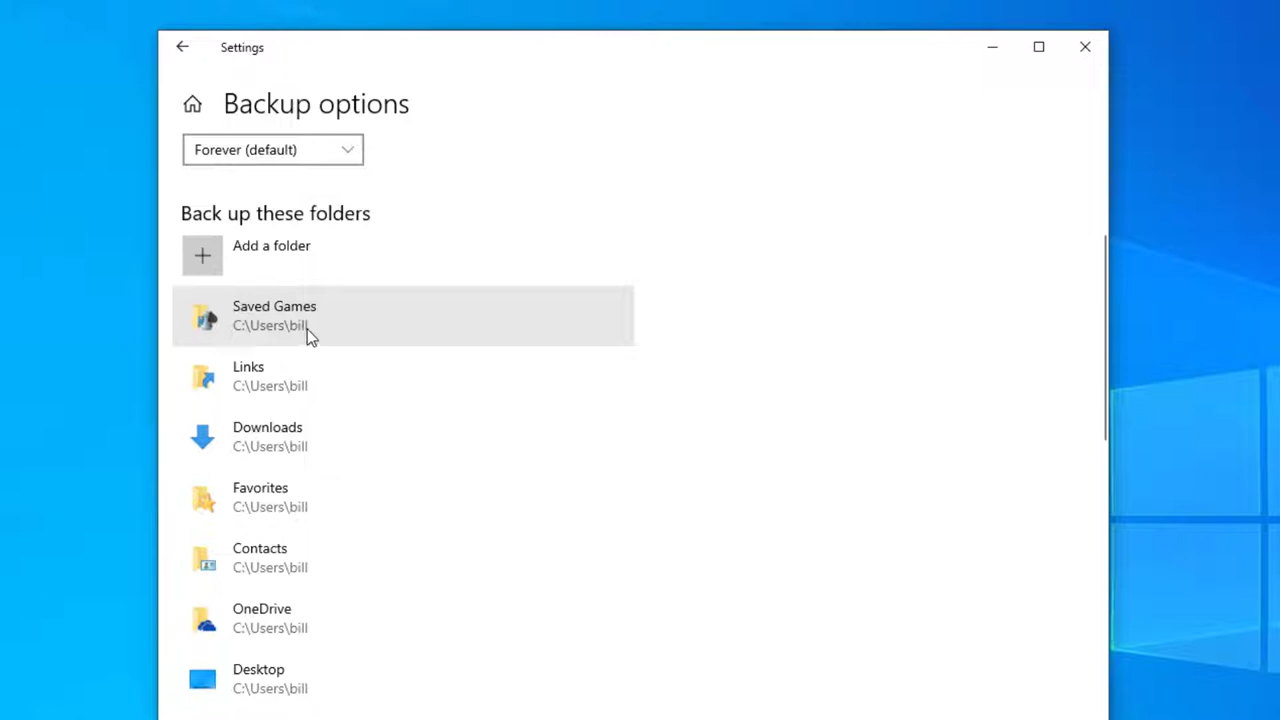 Settings
Backup options
Forever (default)
Back up these folders
Add a folder
Saved Games
C:\Users\bill
Links
C:\Users\bill
Downloads
C:\Users\bill
Favorites
C:\Users\bill
Contacts
C:\Users\bill
OneDrive
C:\Users\bill
Desktop
C:\Users\bill